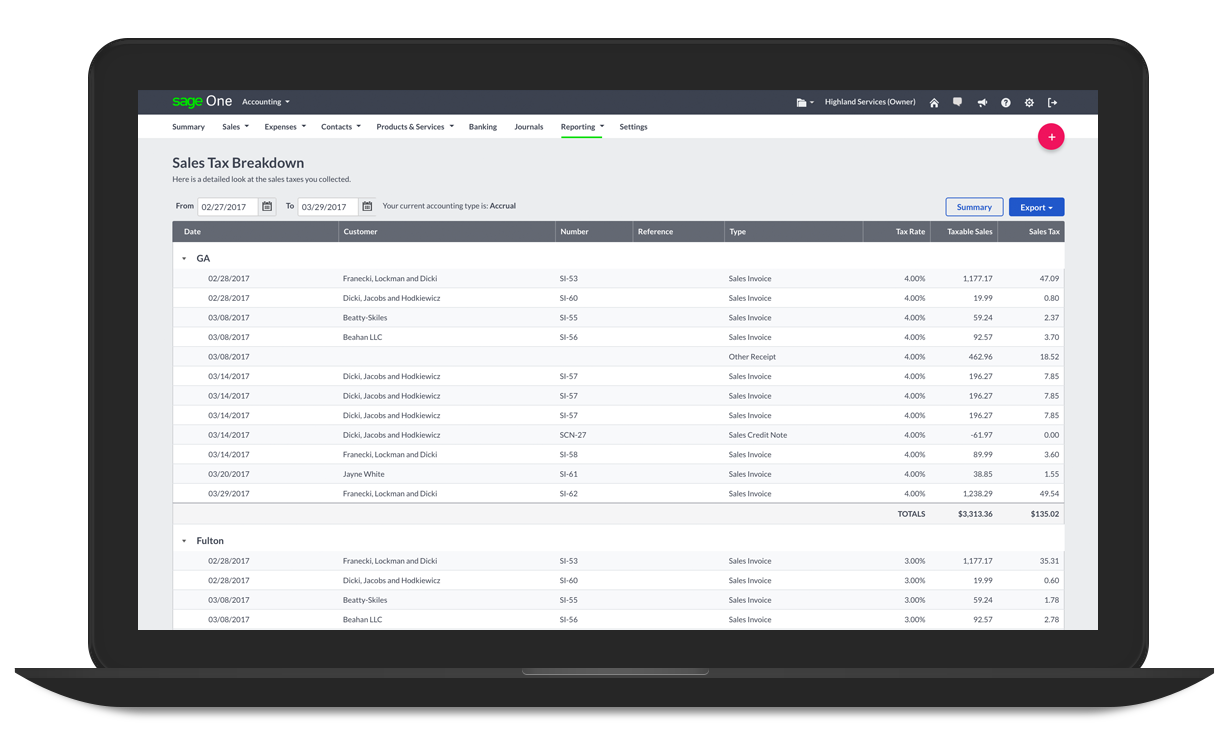 sage One Accounting Highland Services (Owner)
Summary Sales Expenses Contacts Products & Services Banking Journals Reporting Settings
+
Sales Tax Breakdown
Here is a detailed look at the sales taxes you collected.
From 02/27/2017 To 03/29/2017 Your current accounting type is: Accrual Summary Export
Date Customer Number Reference Type Tax Rate Taxable Sales Sales Tax
GA
02/28/2017 Franecki, Lockman and Dicki SI-53 Sales Invoice 4.00% 1,177.17 47.09
02/28/2017 Dicki, Jacobs and Hodkiewicz SI-60 Sales Invoice 4.00% 19.99 0.80
03/08/2017 Beatty-Skiles SI-55 Sales Invoice 4.00% 59.24 2.37
03/08/2017 Beahan LLC SI-56 Sales Invoice 4.00% 92.57 3.70
03/08/2017 Other Receipt 4.00% 462.96 18.52
03/14/2017 Dicki, Jacobs and Hodkiewicz SI-57 Sales Invoice 4.00% 196.27 7.85
03/14/2017 Dicki, Jacobs and Hodkiewicz SI-57 Sales Invoice 4.00% 196.27 7.85
03/14/2017 Dicki, Jacobs and Hodkiewicz SI-57 Sales Invoice 4.00% 196.27 7.85
03/14/2017 Dicki, Jacobs and Hodkiewicz SCN-27 Sales Credit Note 4.00% -61.97 0.00
03/14/2017 Franecki, Lockman and Dicki SI-58 Sales Invoice 4.00% 89.99 3.60
03/20/2017 Jayne White SI-61 Sales Invoice 4.00% 38.85 1.55
03/29/2017 Franecki, Lockman and Dicki SI-62 Sales Invoice 4.00% 1,238.29 49.54
TOTALS $3,313.36 $135.02
Fulton
02/28/2017 Franecki, Lockman and Dicki SI-53 Sales Invoice 3.00% 1,177.17 35.31
02/28/2017 Dicki, Jacobs and Hodkiewicz SI-60 Sales Invoice 3.00% 19.99 0.60
03/08/2017 Beatty-Skiles SI-55 Sales Invoice 3.00% 59.24 1.78
03/08/2017 Beahan LLC SI-56 Sales Invoice 3.00% 92.57 2.78